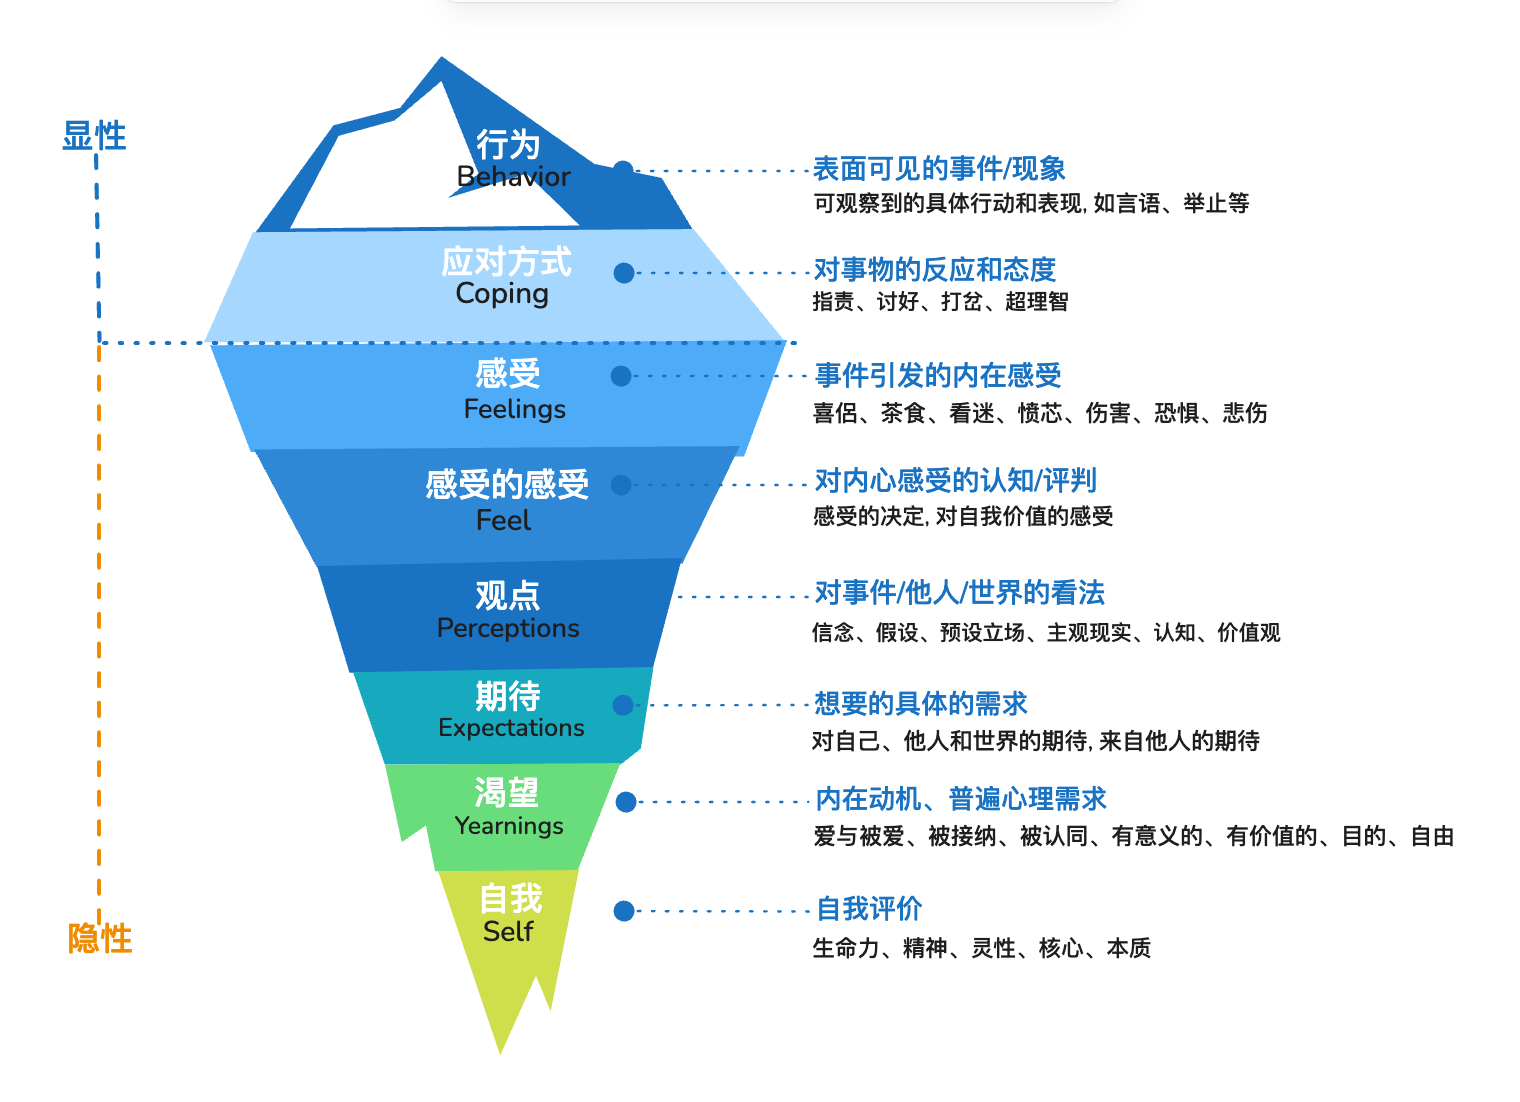 显性
行为
Behavior
表面可见的事件/现象
可观察到的具体行动和表现, 如言语、举止等
应对方式
Coping
对事物的反应和态度
指责、讨好、打岔、超理智
感受
Feelings
事件引发的内在感受
喜侣、茶食、看迷、愤芯、伤害、恐惧、悲伤
感受的感受
Feel
对内心感受的认知/评判
感受的决定, 对自我价值的感受
观点
Perceptions
对事件/他人/世界的看法
信念、假设、预设立场、主观现实、认知、价值观
期待
Expectations
想要的具体的需求
对自己、他人和世界的期待, 来自他人的期待
渴望
Yearnings
内在动机、普遍心理需求
爱与被爱、被接纳、被认同、有意义的、有价值的、目的、自由
自我
Self
自我评价
生命力、精神、灵性、核心、本质
隐性